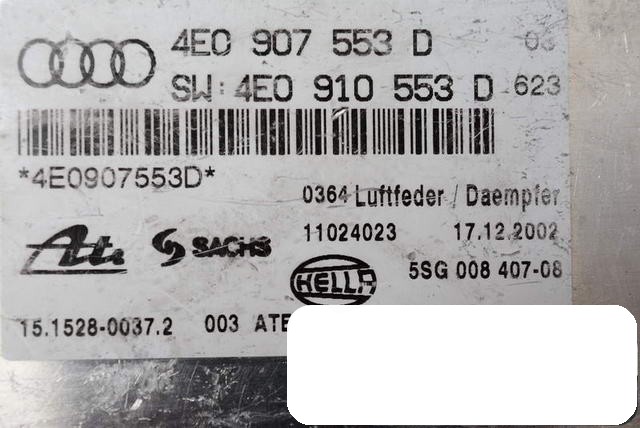 4E0 907 553 D 03
SW: 4E0 910 553 D 623
*4E0907553D*
0364 Luftfeder / Daempfer
11024023 17.12.2002
Ate SACHS HELLA 5SG 008 407-08
15.1528-0037.2 003 ATE